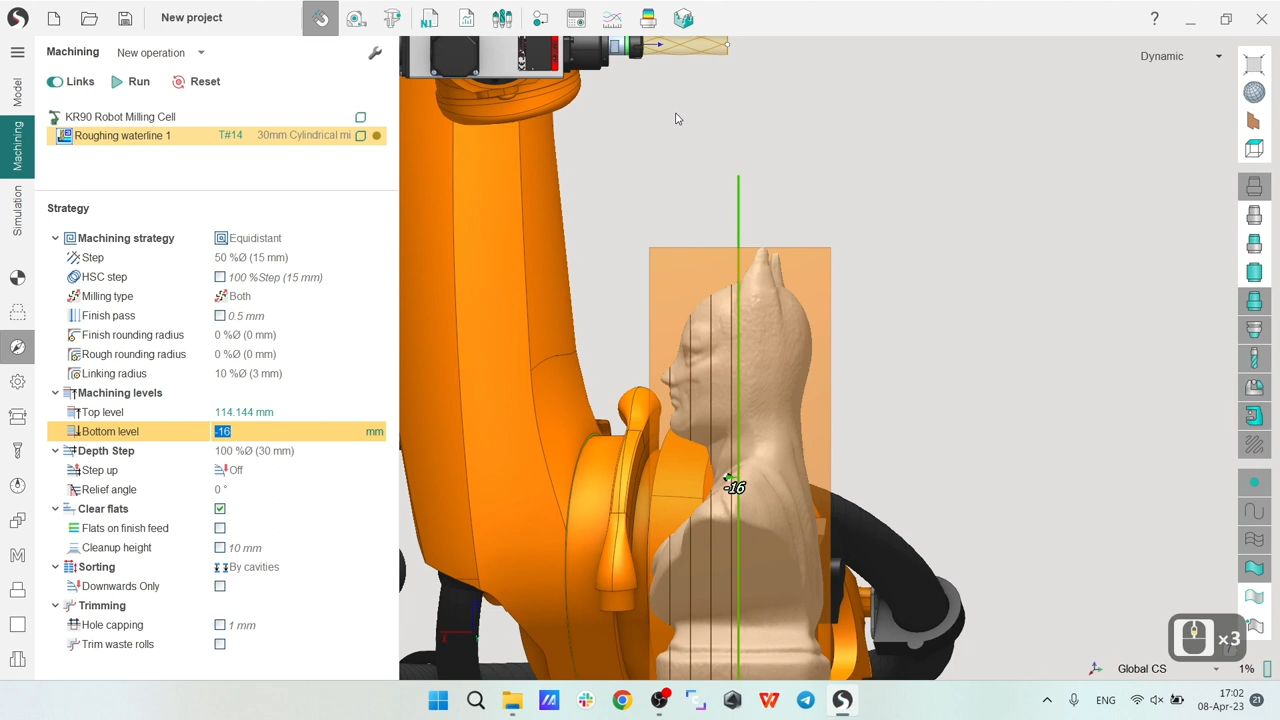 New project
?
Machining
New operation
Links
Run
Reset
KR90 Robot Milling Cell
Roughing waterline 1 T#14 30mm Cylindrical mi
Strategy
Machining strategy Equidistant
Step 50 %Ø (15 mm)
HSC step 100 %Step (15 mm)
Milling type Both
Finish pass 0.5 mm
Finish rounding radius 0 %Ø (0 mm)
Rough rounding radius 0 %Ø (0 mm)
Linking radius 10 %Ø (3 mm)
Machining levels
Top level 114.144 mm
Bottom level -16 mm
Depth Step 100 %Ø (30 mm)
Step up Off
Relief angle 0 °
Clear flats
Flats on finish feed
Cleanup height 10 mm
Sorting By cavities
Downwards Only
Trimming
Hole capping 1 mm
Trim waste rolls
Model
Machining
Simulation
Dynamic
-16
×3
Global CS 1%
ENG
17:02
08-Apr-23
21